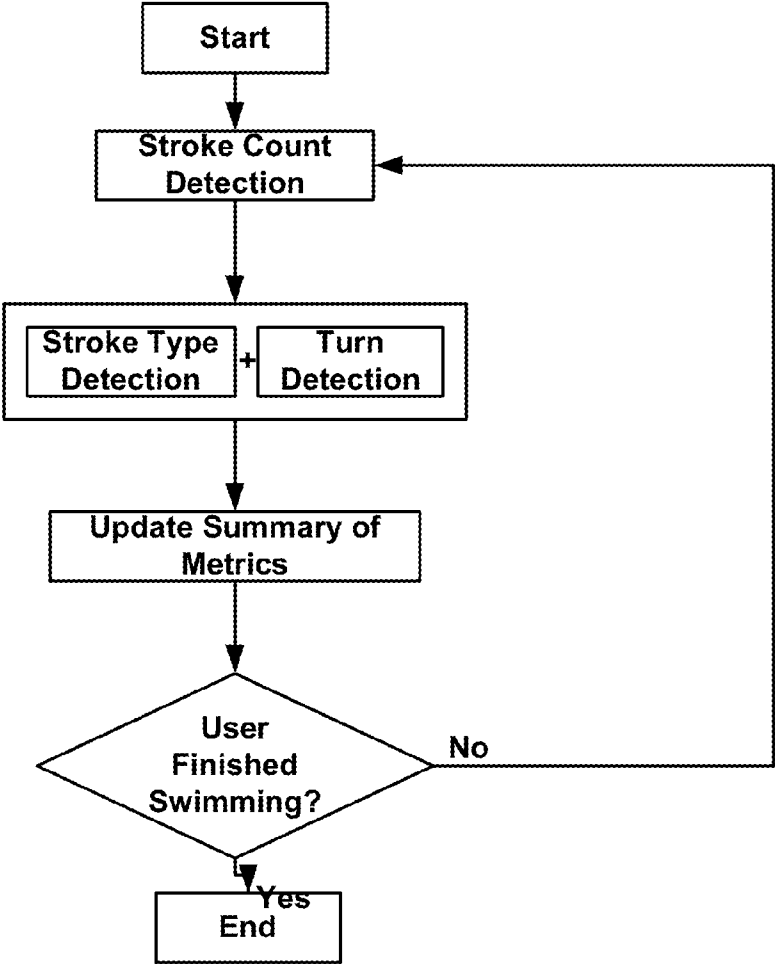 Start
Stroke Count
Detection
Stroke Type
Detection
+
Turn
Detection
Update Summary of
Metrics
User
Finished
Swimming?
No
Yes
End